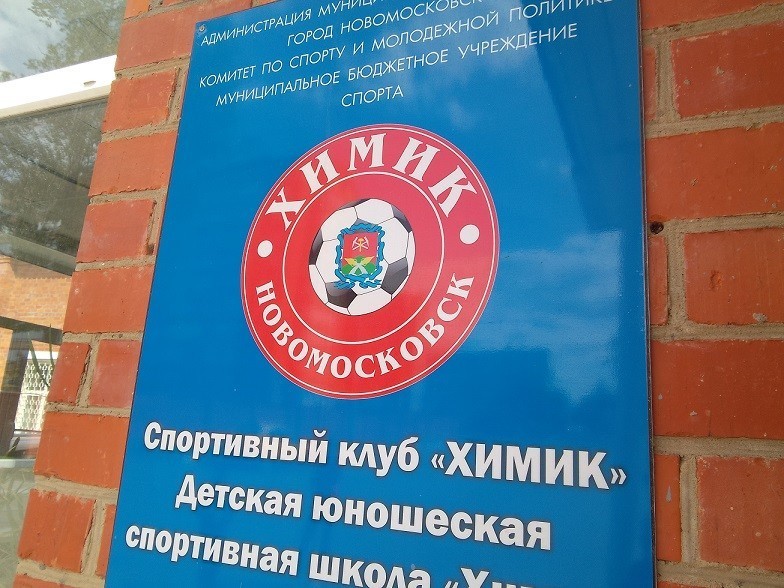 АДМИНИСТРАЦИЯ
ГОРОД
КОМИТЕТ ПО СПОРТУ И МОЛОДЕЖНОЙ ПОЛИТИКЕ
МУНИЦИПАЛЬНОЕ БЮДЖЕТНОЕ УЧРЕЖДЕНИЕ
СПОРТА
ХИМИК
НОВОМОСКОВСК
Спортивный клуб «ХИМИК»
Детская юношеская
спортивная школа